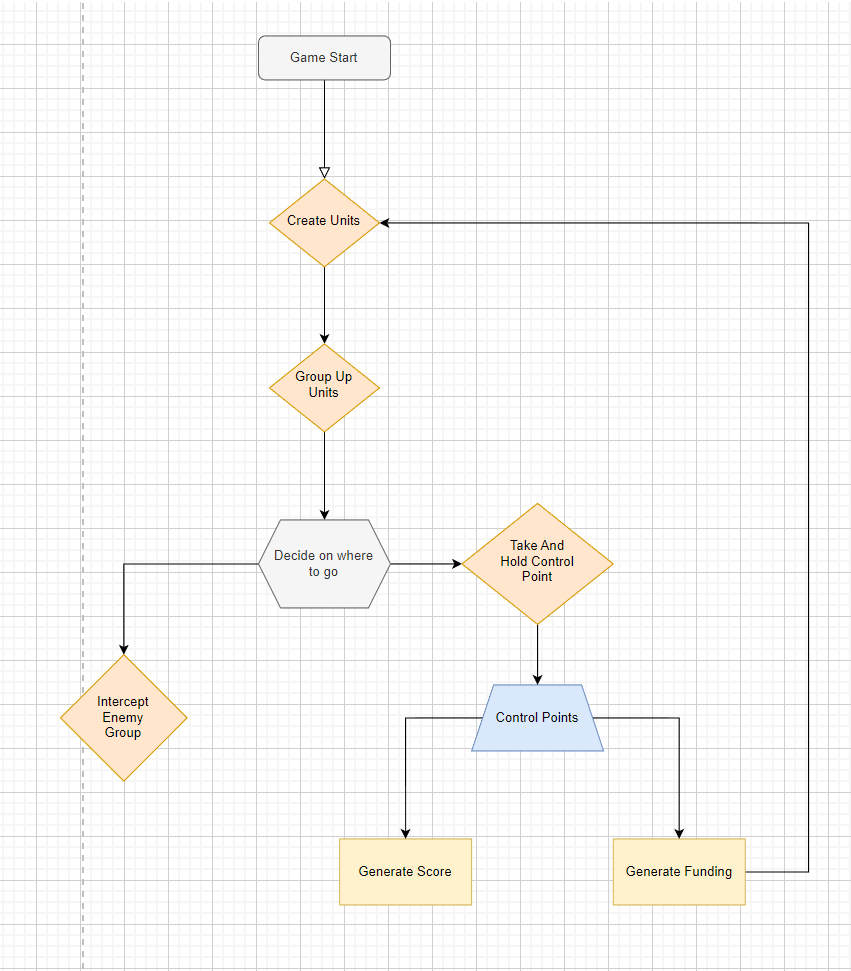 Game Start
Create Units
Group Up
Units
Decide on where
to go
Take And
Hold Control
Point
Intercept
Enemy
Group
Control Points
Generate Score
Generate Funding